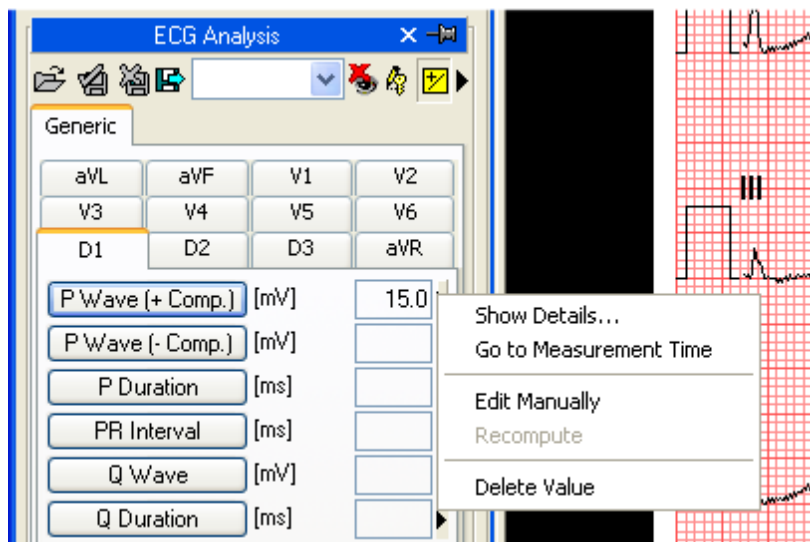 ECG Analysis
Generic
aVL aVF V1 V2
V3 V4 V5 V6
D1 D2 D3 aVR
P Wave (+ Comp.) [mV] 15.0
P Wave (- Comp.) [mV]
P Duration [ms]
PR Interval [ms]
Q Wave [mV]
Q Duration [ms]
Show Details...
Go to Measurement Time
Edit Manually
Recompute
Delete Value
III